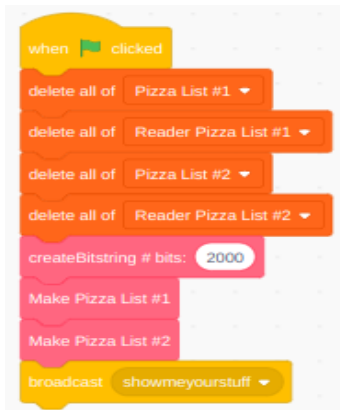 when clicked
delete all of Pizza List #1
delete all of Reader Pizza List #1
delete all of Pizza List #2
delete all of Reader Pizza List #2
createBitstring # bits: 2000
Make Pizza List #1
Make Pizza List #2
broadcast showmeyourstuff